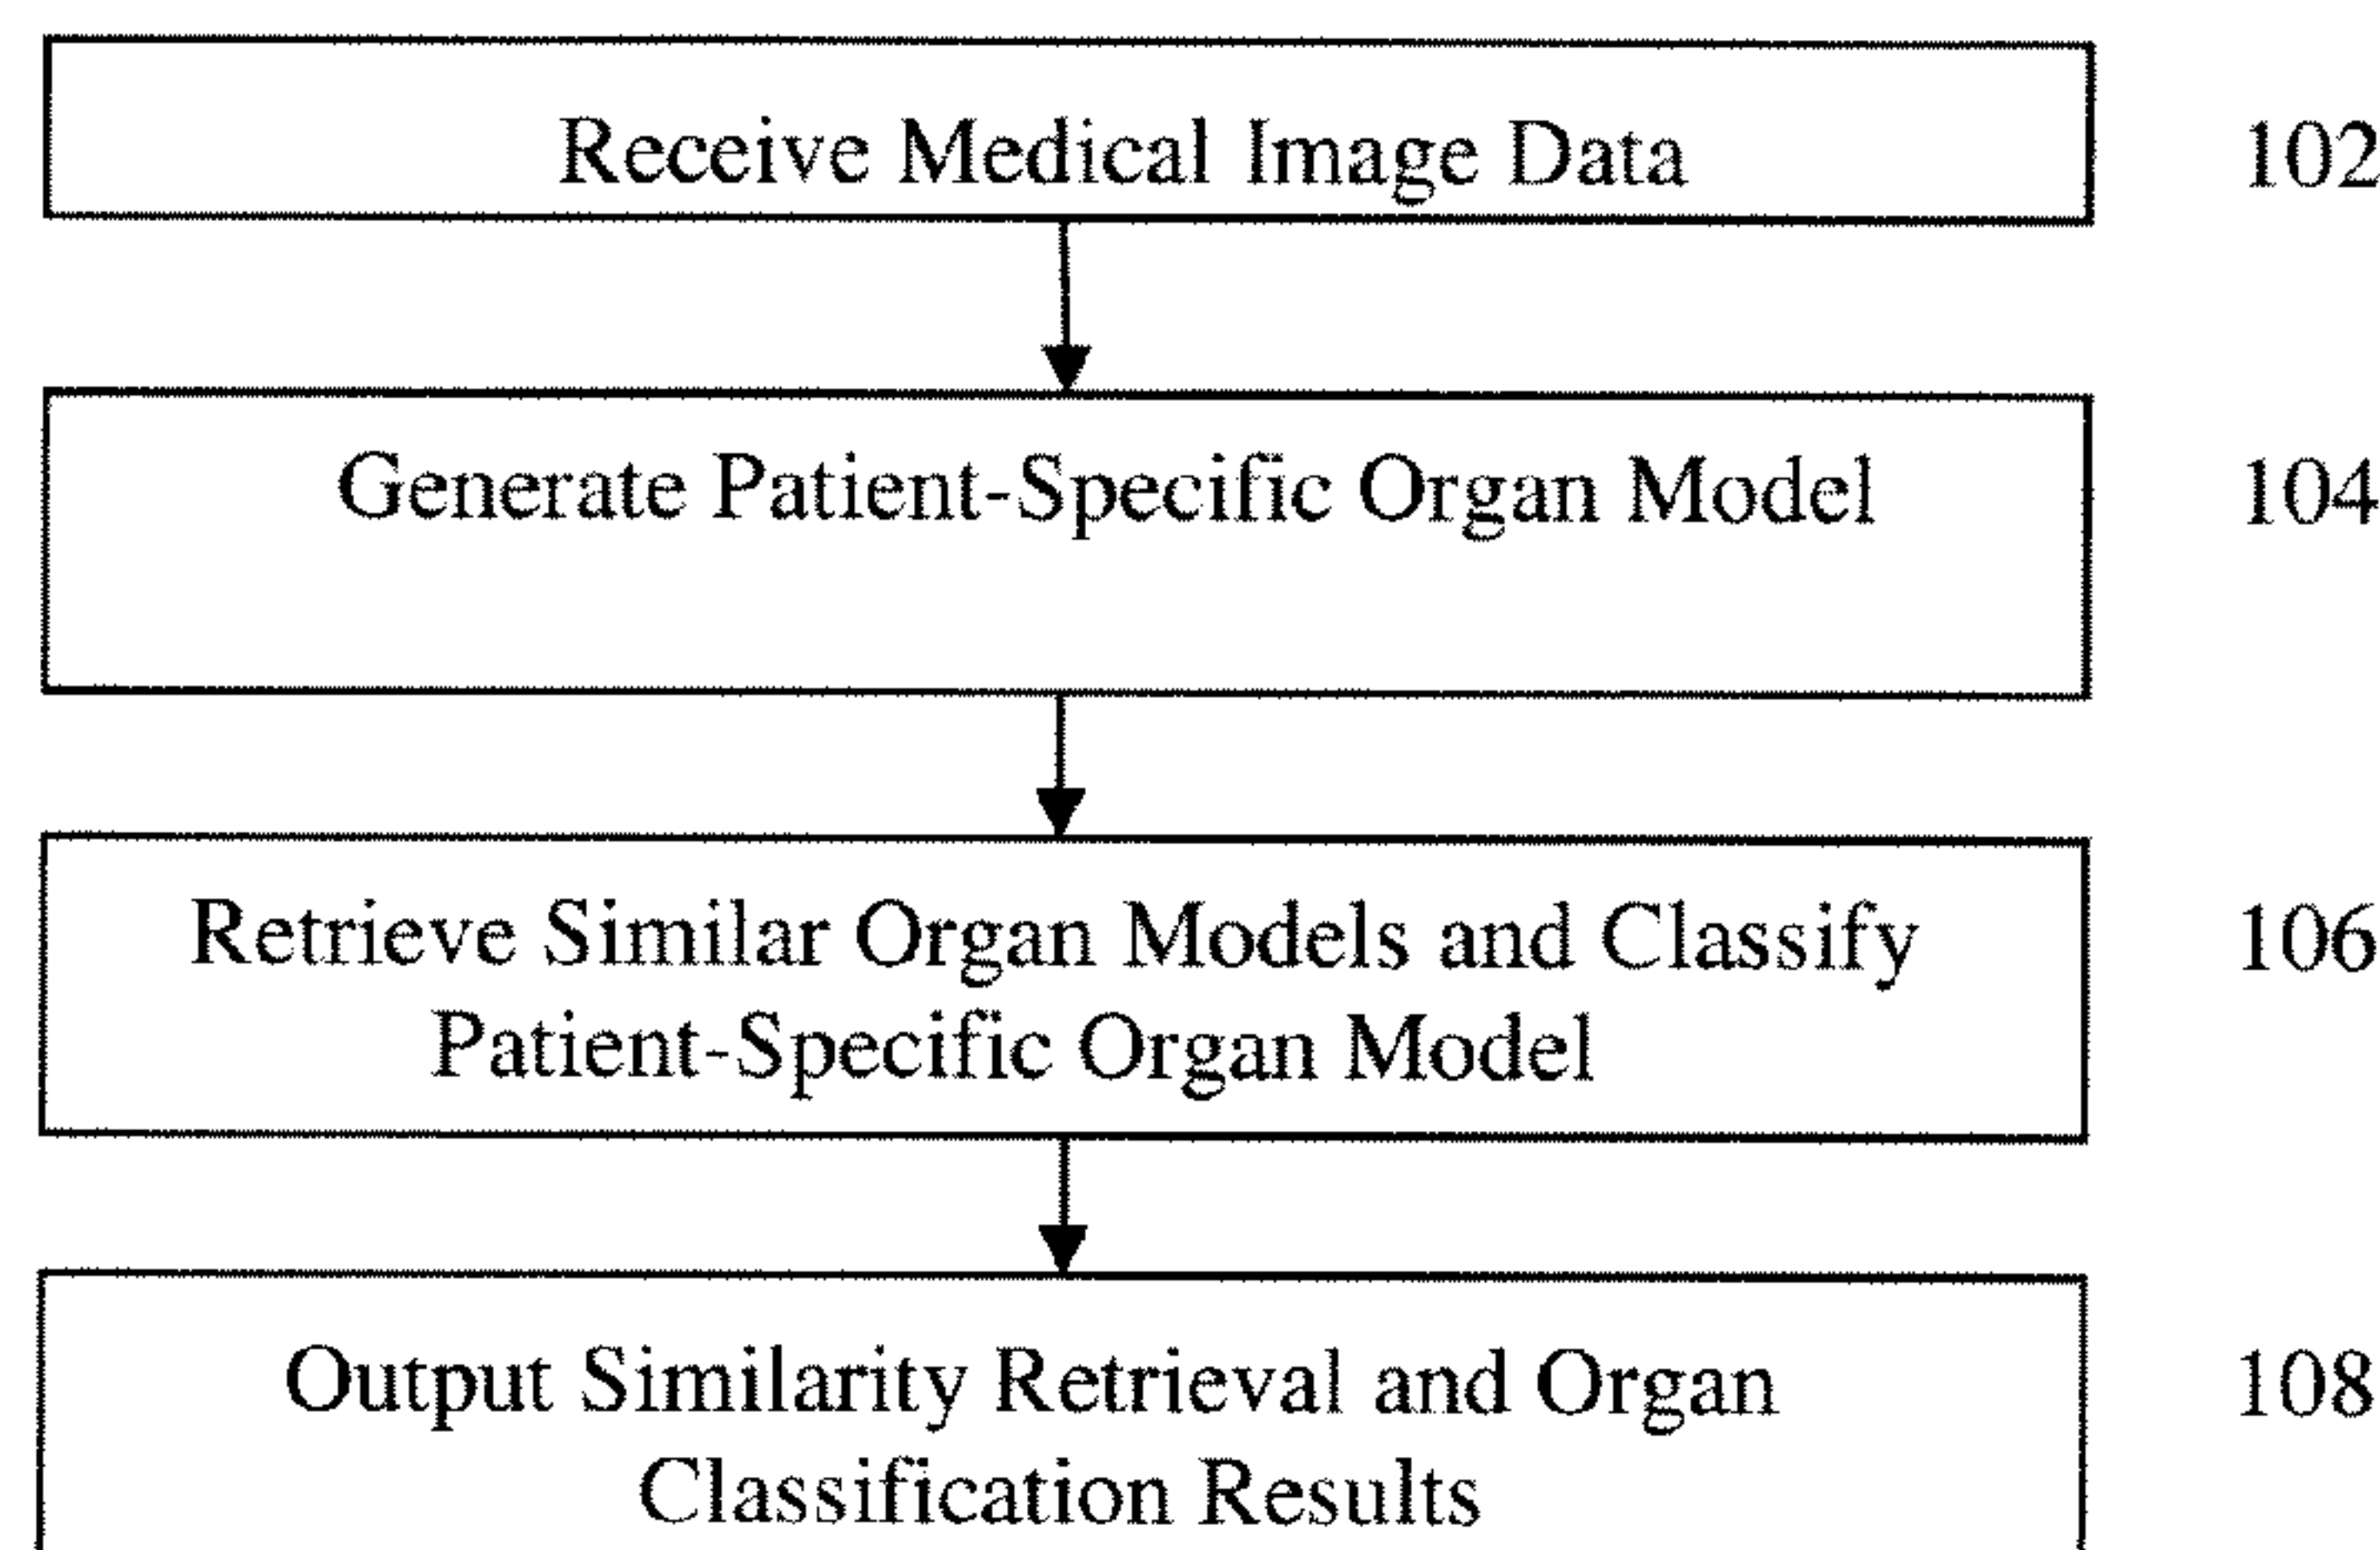 Receive Medical Image Data
102
Generate Patient-Specific Organ Model
104
Retrieve Similar Organ Models and Classify
106
Patient-Specific Organ Model
Output Similarity Retrieval and Organ
108
Classification Results